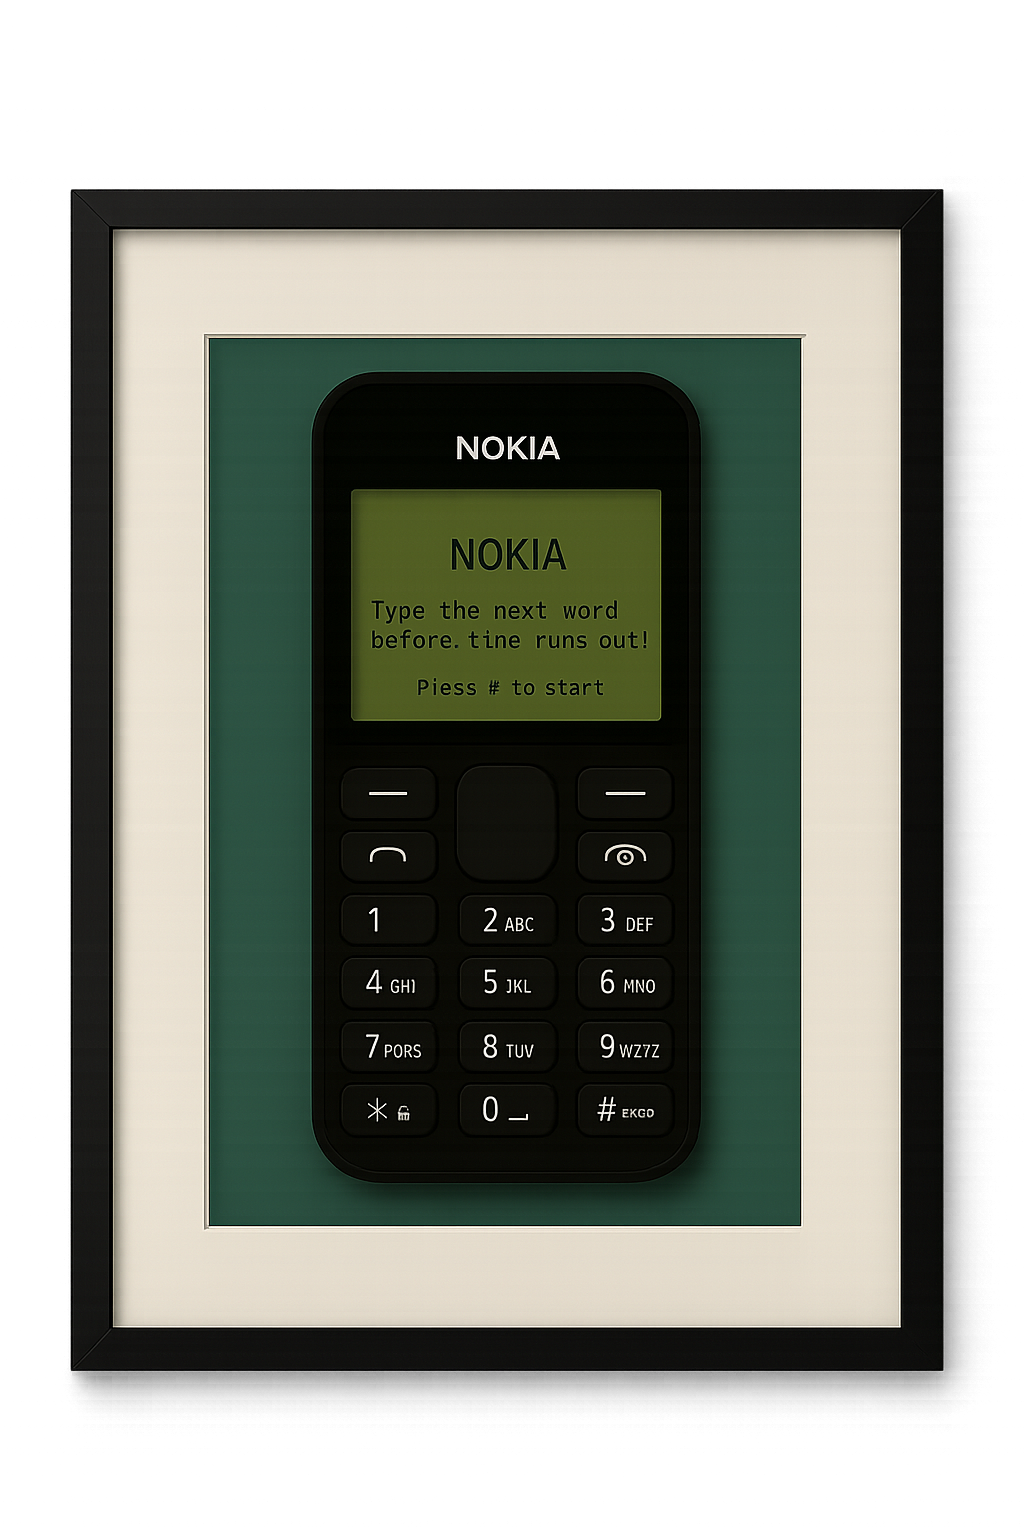 NOKIA
NOKIA
Type the next word
before. tine runs out!
Piess # to start
1
2 ABC
3 DEF
4 GHI
5 JKL
6 MNO
7 PORS
8 TUV
9 WZ7Z
*
0
# EKGO